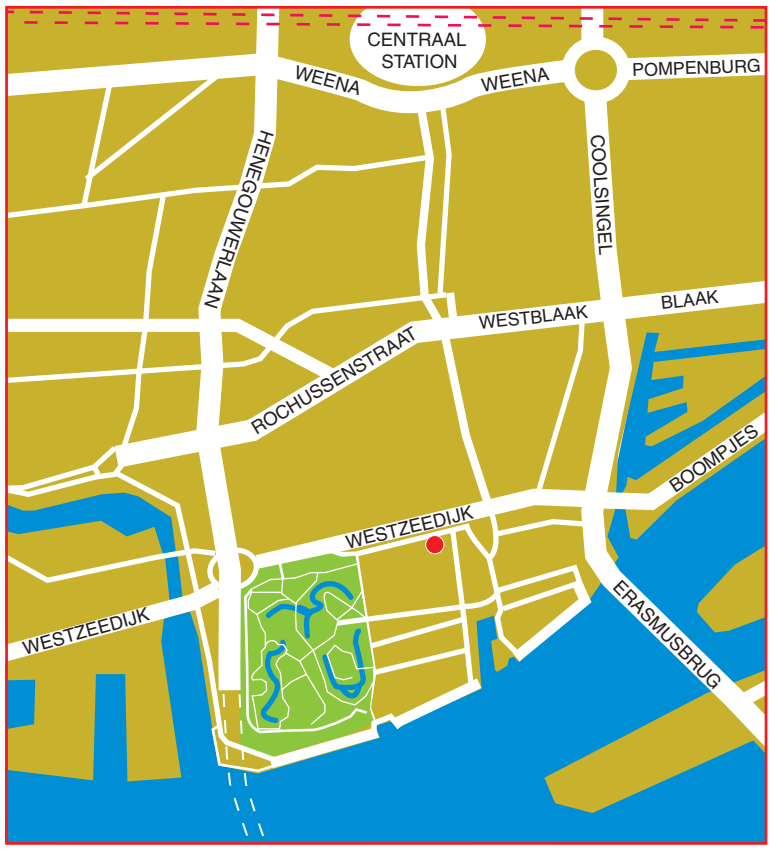 CENTRAAL
STATION
WEENA
WEENA
POMPENBURG
HENEGOUWERLAAN
COOLSINGEL
BLAAK
WESTBLAAK
ROCHUSSENSTRAAT
BOOMPJES
WESTZEEDIJK
WESTZEEDIJK
ERASMUSBRUG